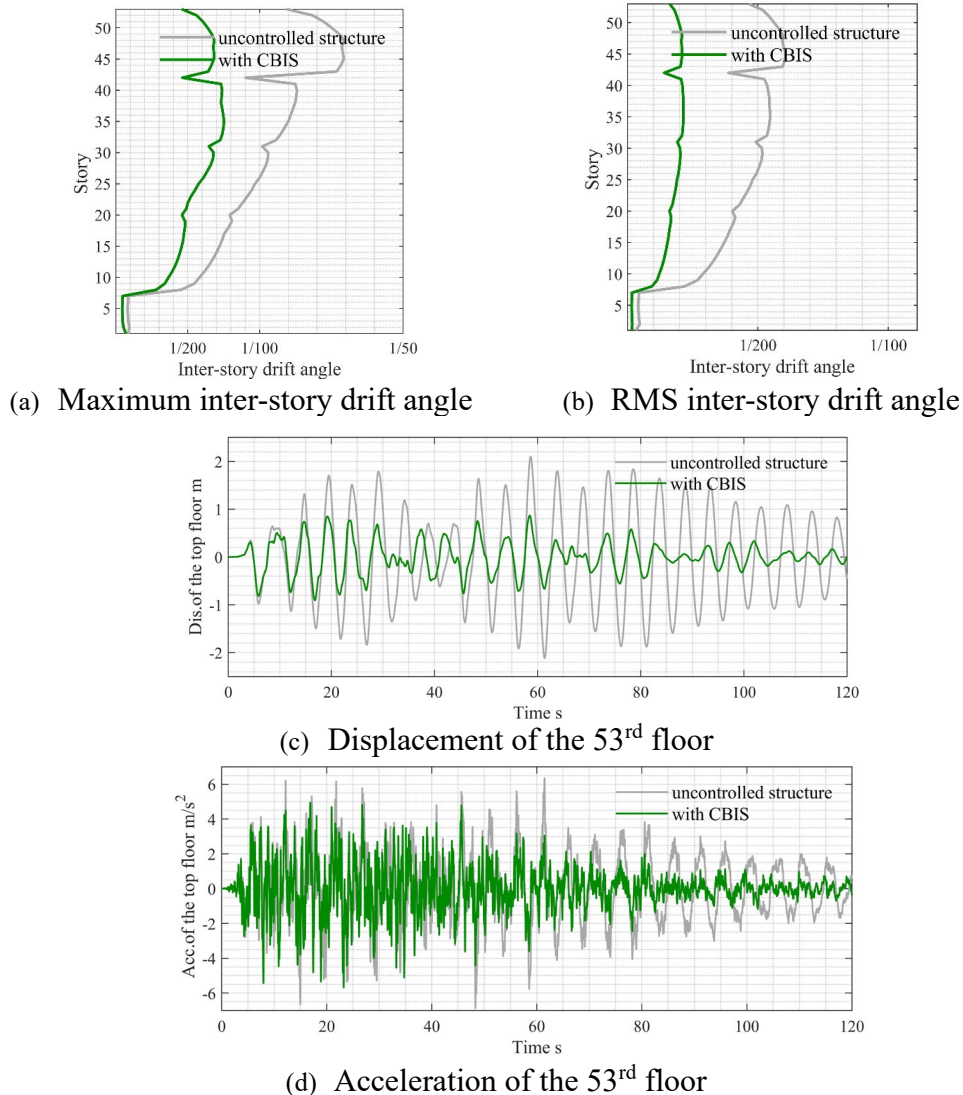 50
45
40
35
30
25
20
15
10
5
Story
uncontrolled structure
with CBIS
1/200
1/100
1/50
Inter-story drift angle
(a) Maximum inter-story drift angle
50
45
40
35
30
25
20
15
10
5
Story
uncontrolled structure
with CBIS
1/200
1/100
Inter-story drift angle
(b) RMS inter-story drift angle
2
1
0
-1
-2
Dis.of the top floor m
uncontrolled structure
with CBIS
0
20
40
60
80
100
120
Time s
(c) Displacement of the 53rd floor
6
4
2
0
-2
-4
-6
Acc.of the top floor m/s2
uncontrolled structure
with CBIS
0
20
40
60
80
100
120
Time s
(d) Acceleration of the 53rd floor